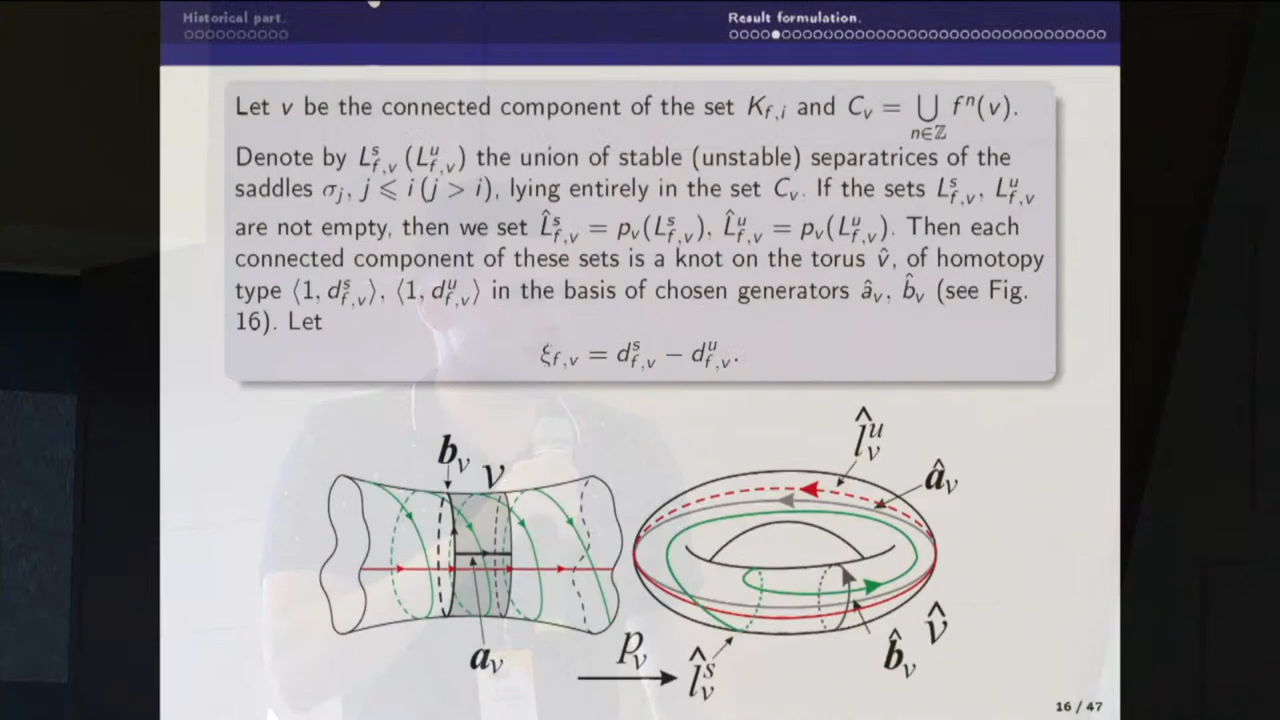 Historical part.
Result formulation.
Let v be the connected component of the set K_{f,i} and C_v = ⋃_{n∈ℤ} fⁿ(v).
Denote by L^s_{f,v} (L^u_{f,v}) the union of stable (unstable) separatrices of the
saddles σ_j, j ⩽ i (j > i), lying entirely in the set C_v. If the sets L^s_{f,v}, L^u_{f,v}
are not empty, then we set L̂^s_{f,v} = p_v(L^s_{f,v}), L̂^u_{f,v} = p_v(L^u_{f,v}). Then each
connected component of these sets is a knot on the torus v̂, of homotopy
type ⟨1, d^s_{f,v}⟩, ⟨1, d^u_{f,v}⟩ in the basis of chosen generators â_v, b̂_v (see Fig.
16). Let
ξ_{f,v} = d^s_{f,v} − d^u_{f,v}.
b_v
v
a_v
p_v
l̂^u_v
â_v
l̂^s_v
b̂_v
v̂
16 / 47